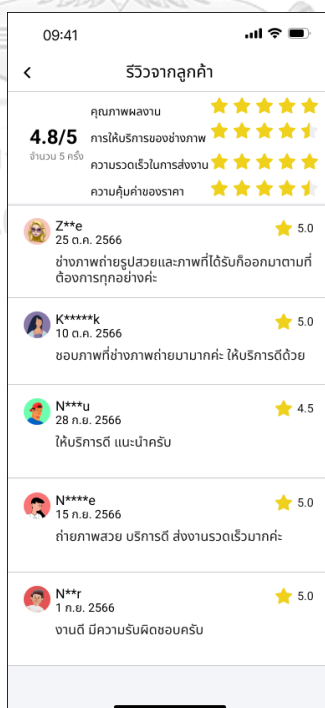 09:41
รีวิวจากลูกค้า
คุณภาพผลงาน
4.8/5 การให้บริการของช่างภาพ
จำนวน 5 ครั้ง
ความรวดเร็วในการส่งงาน
ความคุ้มค่าของราคา
Z**e 5.0
25 ต.ค. 2566
ช่างภาพถ่ายรูปสวยและภาพที่ได้รับก็ออกมาตามที่
ต้องการทุกอย่างค่ะ
K*****k 5.0
10 ต.ค. 2566
ชอบภาพที่ช่างภาพถ่ายมามากค่ะ ให้บริการดีด้วย
N***u 4.5
28 ก.ย. 2566
ให้บริการดี แนะนำครับ
N****e 5.0
15 ก.ย. 2566
ถ่ายภาพสวย บริการดี ส่งงานรวดเร็วมากค่ะ
N**r 5.0
1 ก.ย. 2566
งานดี มีความรับผิดชอบครับ